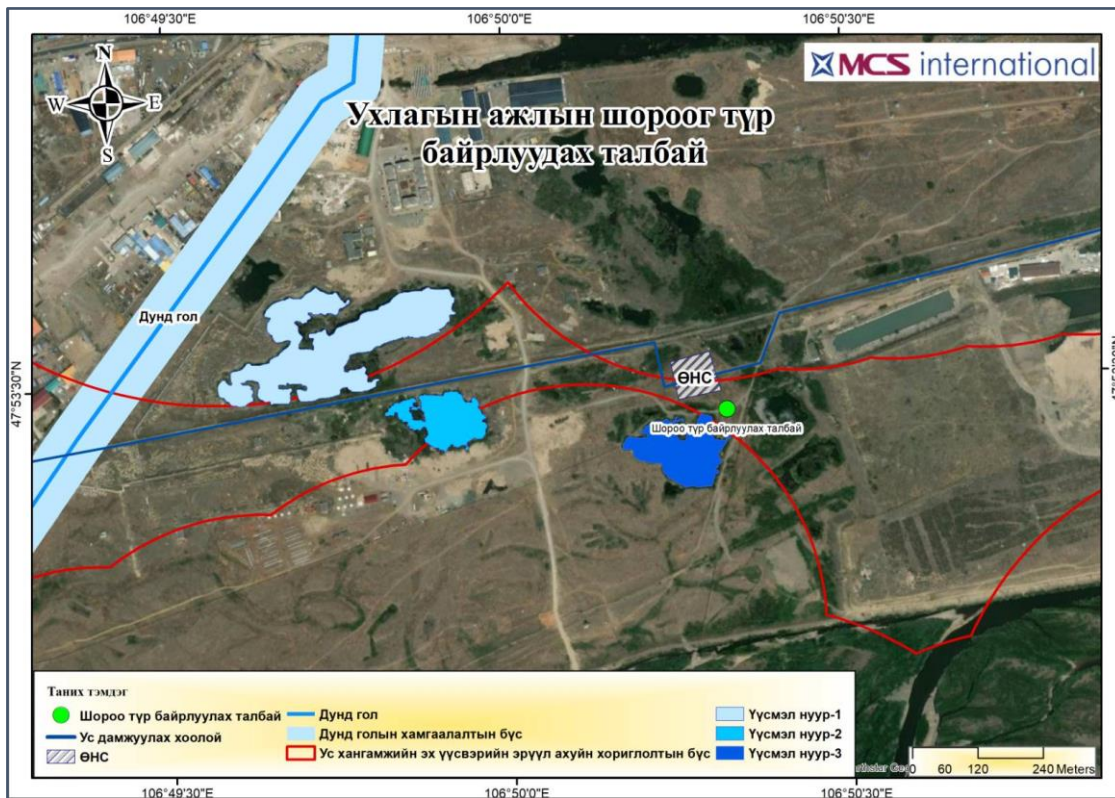 106°49'30"E
106°50'0"E
106°50'30"E
MCS international
N
W
E
S
Ухлагын ажлын шороог түр
байрлуудах талбай
Дунд гол
47°53'30"N
ӨНС
Шороо түр байрлуулах талбай
Таних тэмдэг
Шороо түр байрлуулах талбай
Ус дамжуулах хоолой
ӨНС
Дунд гол
Дунд голын хамгаалалтын бүс
Ус хангамжийн эх үүсвэрийн эрүүл ахуйн хориглолтын бүс
Үүсмэл нуур-1
Үүсмэл нуур-2
Үүсмэл нуур-3
0 60 120 240
Meters
106°49'30"E
106°50'0"E
106°50'30"E